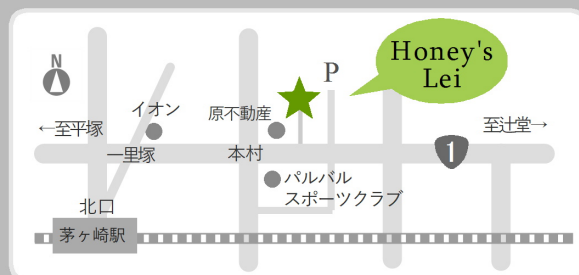 Honey's
Lei
N
P
イオン
原不動産
←至平塚
至辻堂→
一里塚
本村
1
パルバル
スポーツクラブ
北口
茅ヶ崎駅